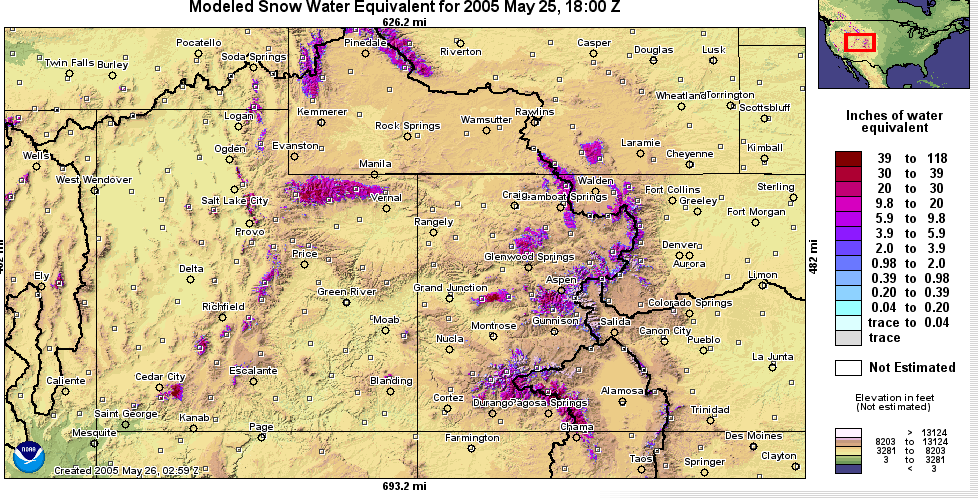 Modeled Snow Water Equivalent for 2005 May 25, 18:00 Z
626.2 mi
Pocatello
Pinedale
Riverton
Casper
Douglas
Lusk
Twin Falls
Burley
Soda Springs
Kemmerer
Wheatland
Torrington
Scottsbluff
Logan
Rock Springs
Wamsutter
Rawlins
Wells
Ogden
Evanston
Laramie
Cheyenne
Kimball
Manila
West Wendover
Salt Lake City
Vernal
Craig
Steamboat Springs
Walden
Fort Collins
Greeley
Sterling
Fort Morgan
Provo
Rangely
Price
Glenwood Springs
Denver
Aurora
482 mi
482 mi
Ely
Delta
Green River
Grand Junction
Aspen
Limon
Richfield
Moab
Montrose
Gunnison
Salida
Colorado Springs
Canon City
Pueblo
Nucla
La Junta
Caliente
Cedar City
Escalante
Blanding
Cortez
Durango
Pagosa Springs
Alamosa
Trinidad
Saint George
Kanab
Page
Mesquite
Farmington
Chama
Des Moines
Taos
Springer
Clayton
NOAA
Created 2005 May 26, 02:59 Z
693.2 mi
Inches of water
equivalent
39 to 118
30 to 39
20 to 30
9.8 to 20
5.9 to 9.8
3.9 to 5.9
2.0 to 3.9
0.98 to 2.0
0.39 to 0.98
0.20 to 0.39
0.04 to 0.20
trace to 0.04
trace
Not Estimated
Elevation in feet
(Not estimated)
> 13124
8203 to 13124
3281 to 8203
3 to 3281
< 3